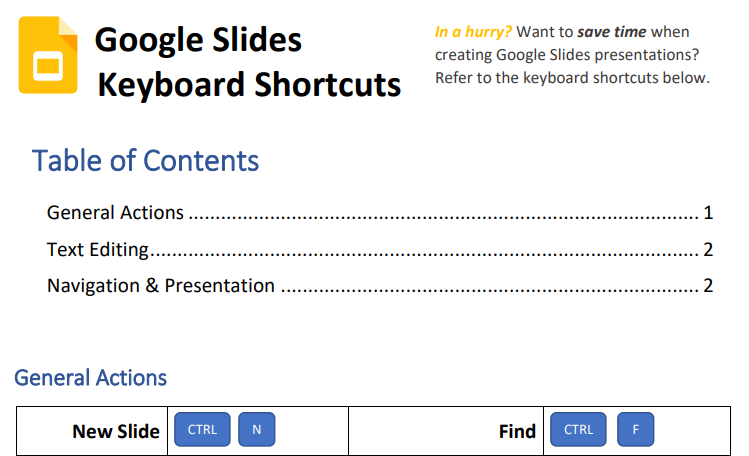 Google Slides
Keyboard Shortcuts
In a hurry? Want to save time when
creating Google Slides presentations?
Refer to the keyboard shortcuts below.
Table of Contents
General Actions ............................................................................................... 1
Text Editing...................................................................................................... 2
Navigation & Presentation .............................................................................. 2
General Actions
New Slide CTRL N Find CTRL F